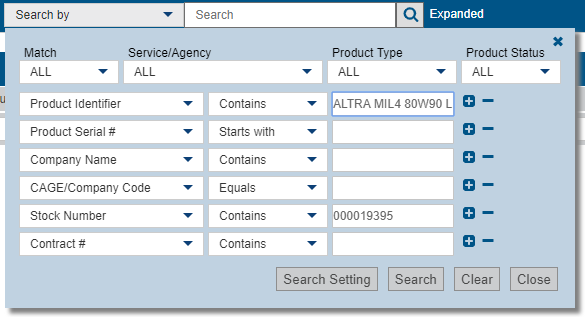 Search by Search Expanded
Match Service/Agency Product Type Product Status
ALL ALL ALL ALL
Product Identifier Contains ALTRA MIL4 80W90 L
Product Serial # Starts with
Company Name Contains
CAGE/Company Code Equals
Stock Number Contains 000019395
Contract # Contains
Search Setting Search Clear Close